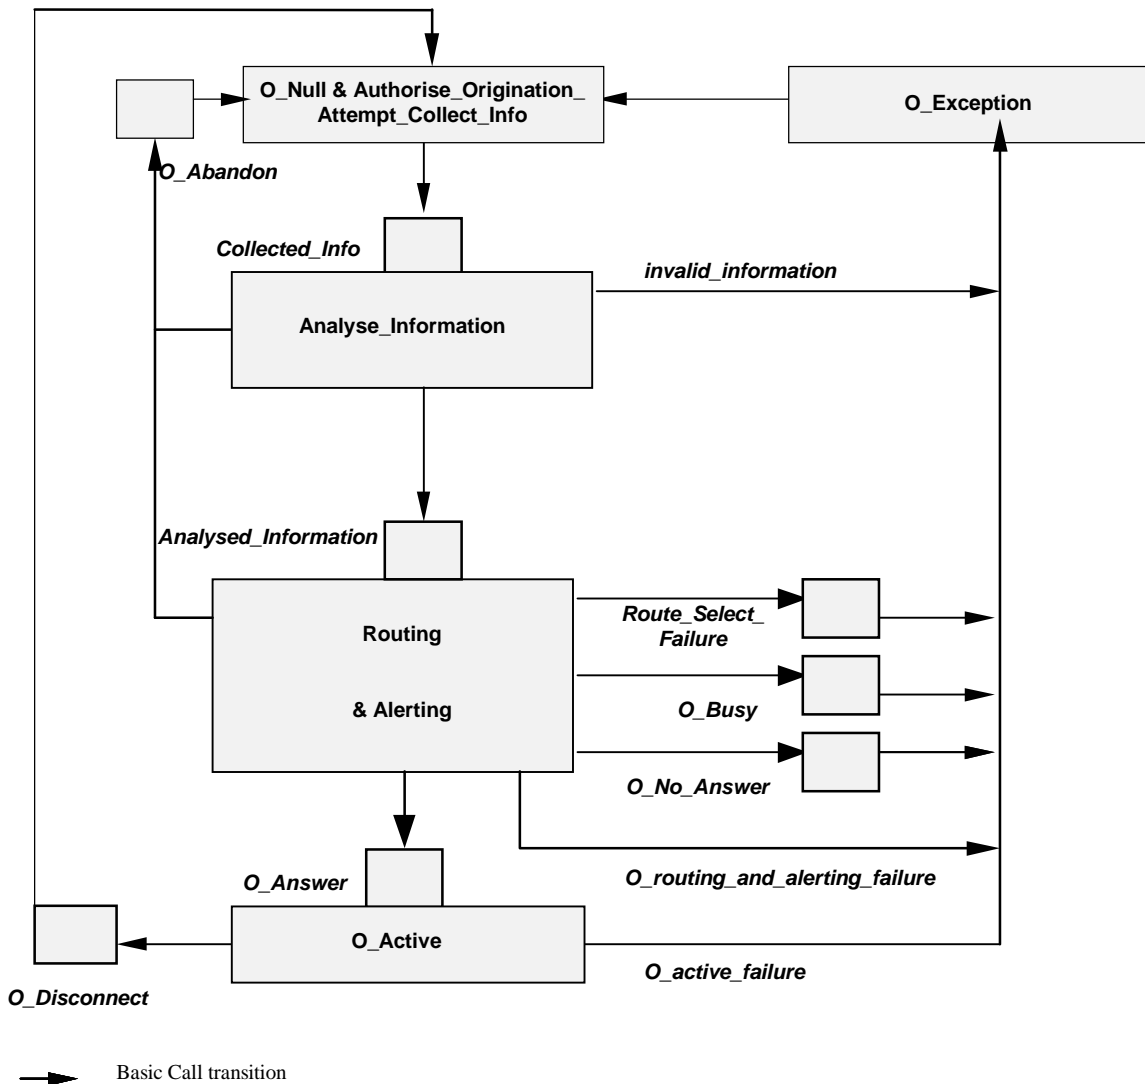 O_Null & Authorise_Origination_
Attempt_Collect_Info
O_Exception
O_Abandon
Collected_Info
invalid_information
Analyse_Information
Analysed_Information
Route_Select_
Failure
Routing
& Alerting
O_Busy
O_No_Answer
O_Answer
O_routing_and_alerting_failure
O_Active
O_active_failure
O_Disconnect
Basic Call transition